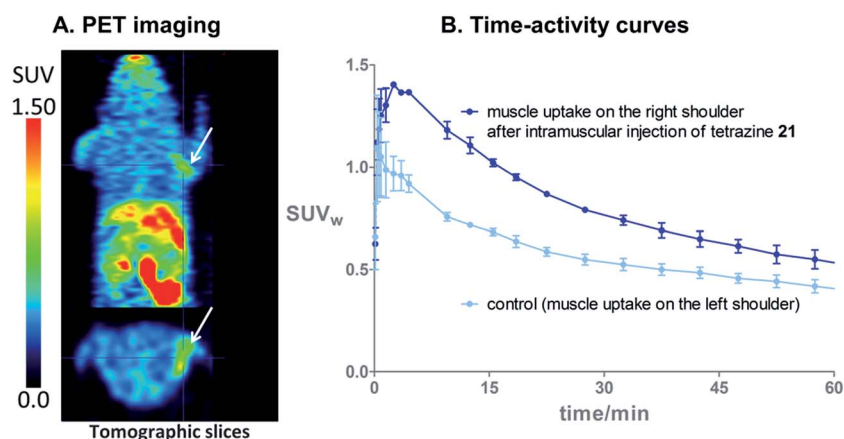 A. PET imaging
SUV
1.50
0.0
Tomographic slices
B. Time-activity curves
1.5
1.0
0.5
0.0
SUVw
muscle uptake on the right shoulder
after intramuscular injection of tetrazine 21
control (muscle uptake on the left shoulder)
0
15
30
45
60
time/min